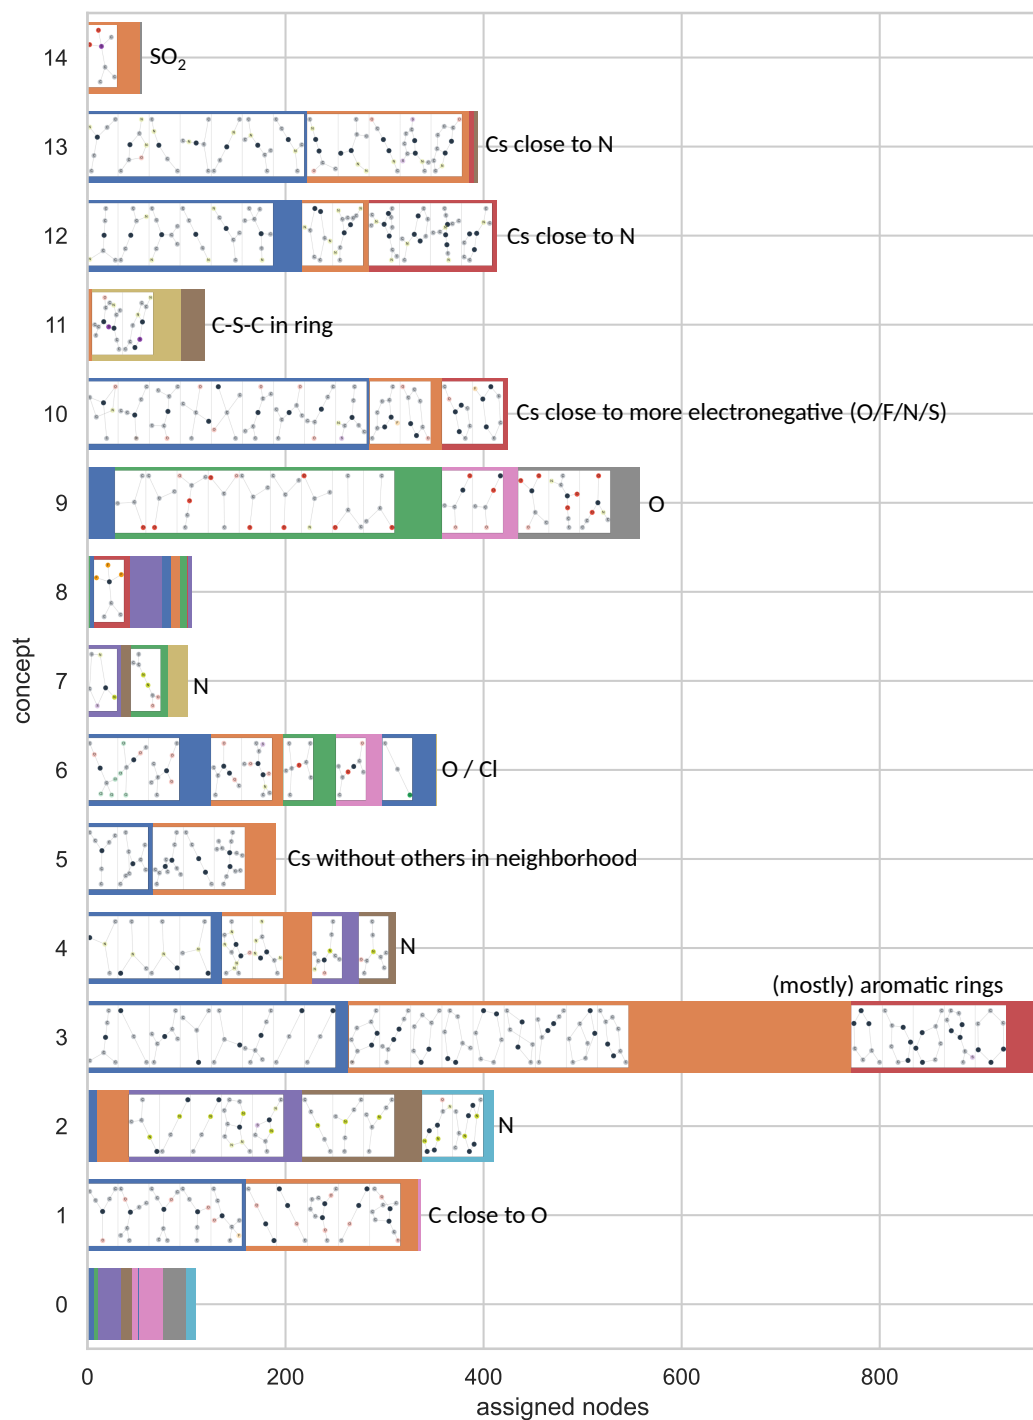 14
SO₂
13
Cs close to N
12
Cs close to N
11
C-S-C in ring
10
Cs close to more electronegative (O/F/N/S)
9
O
8
7
N
6
O / Cl
5
Cs without others in neighborhood
4
N
(mostly) aromatic rings
3
2
N
1
C close to O
0
concept
0 200 400 600 800
assigned nodes